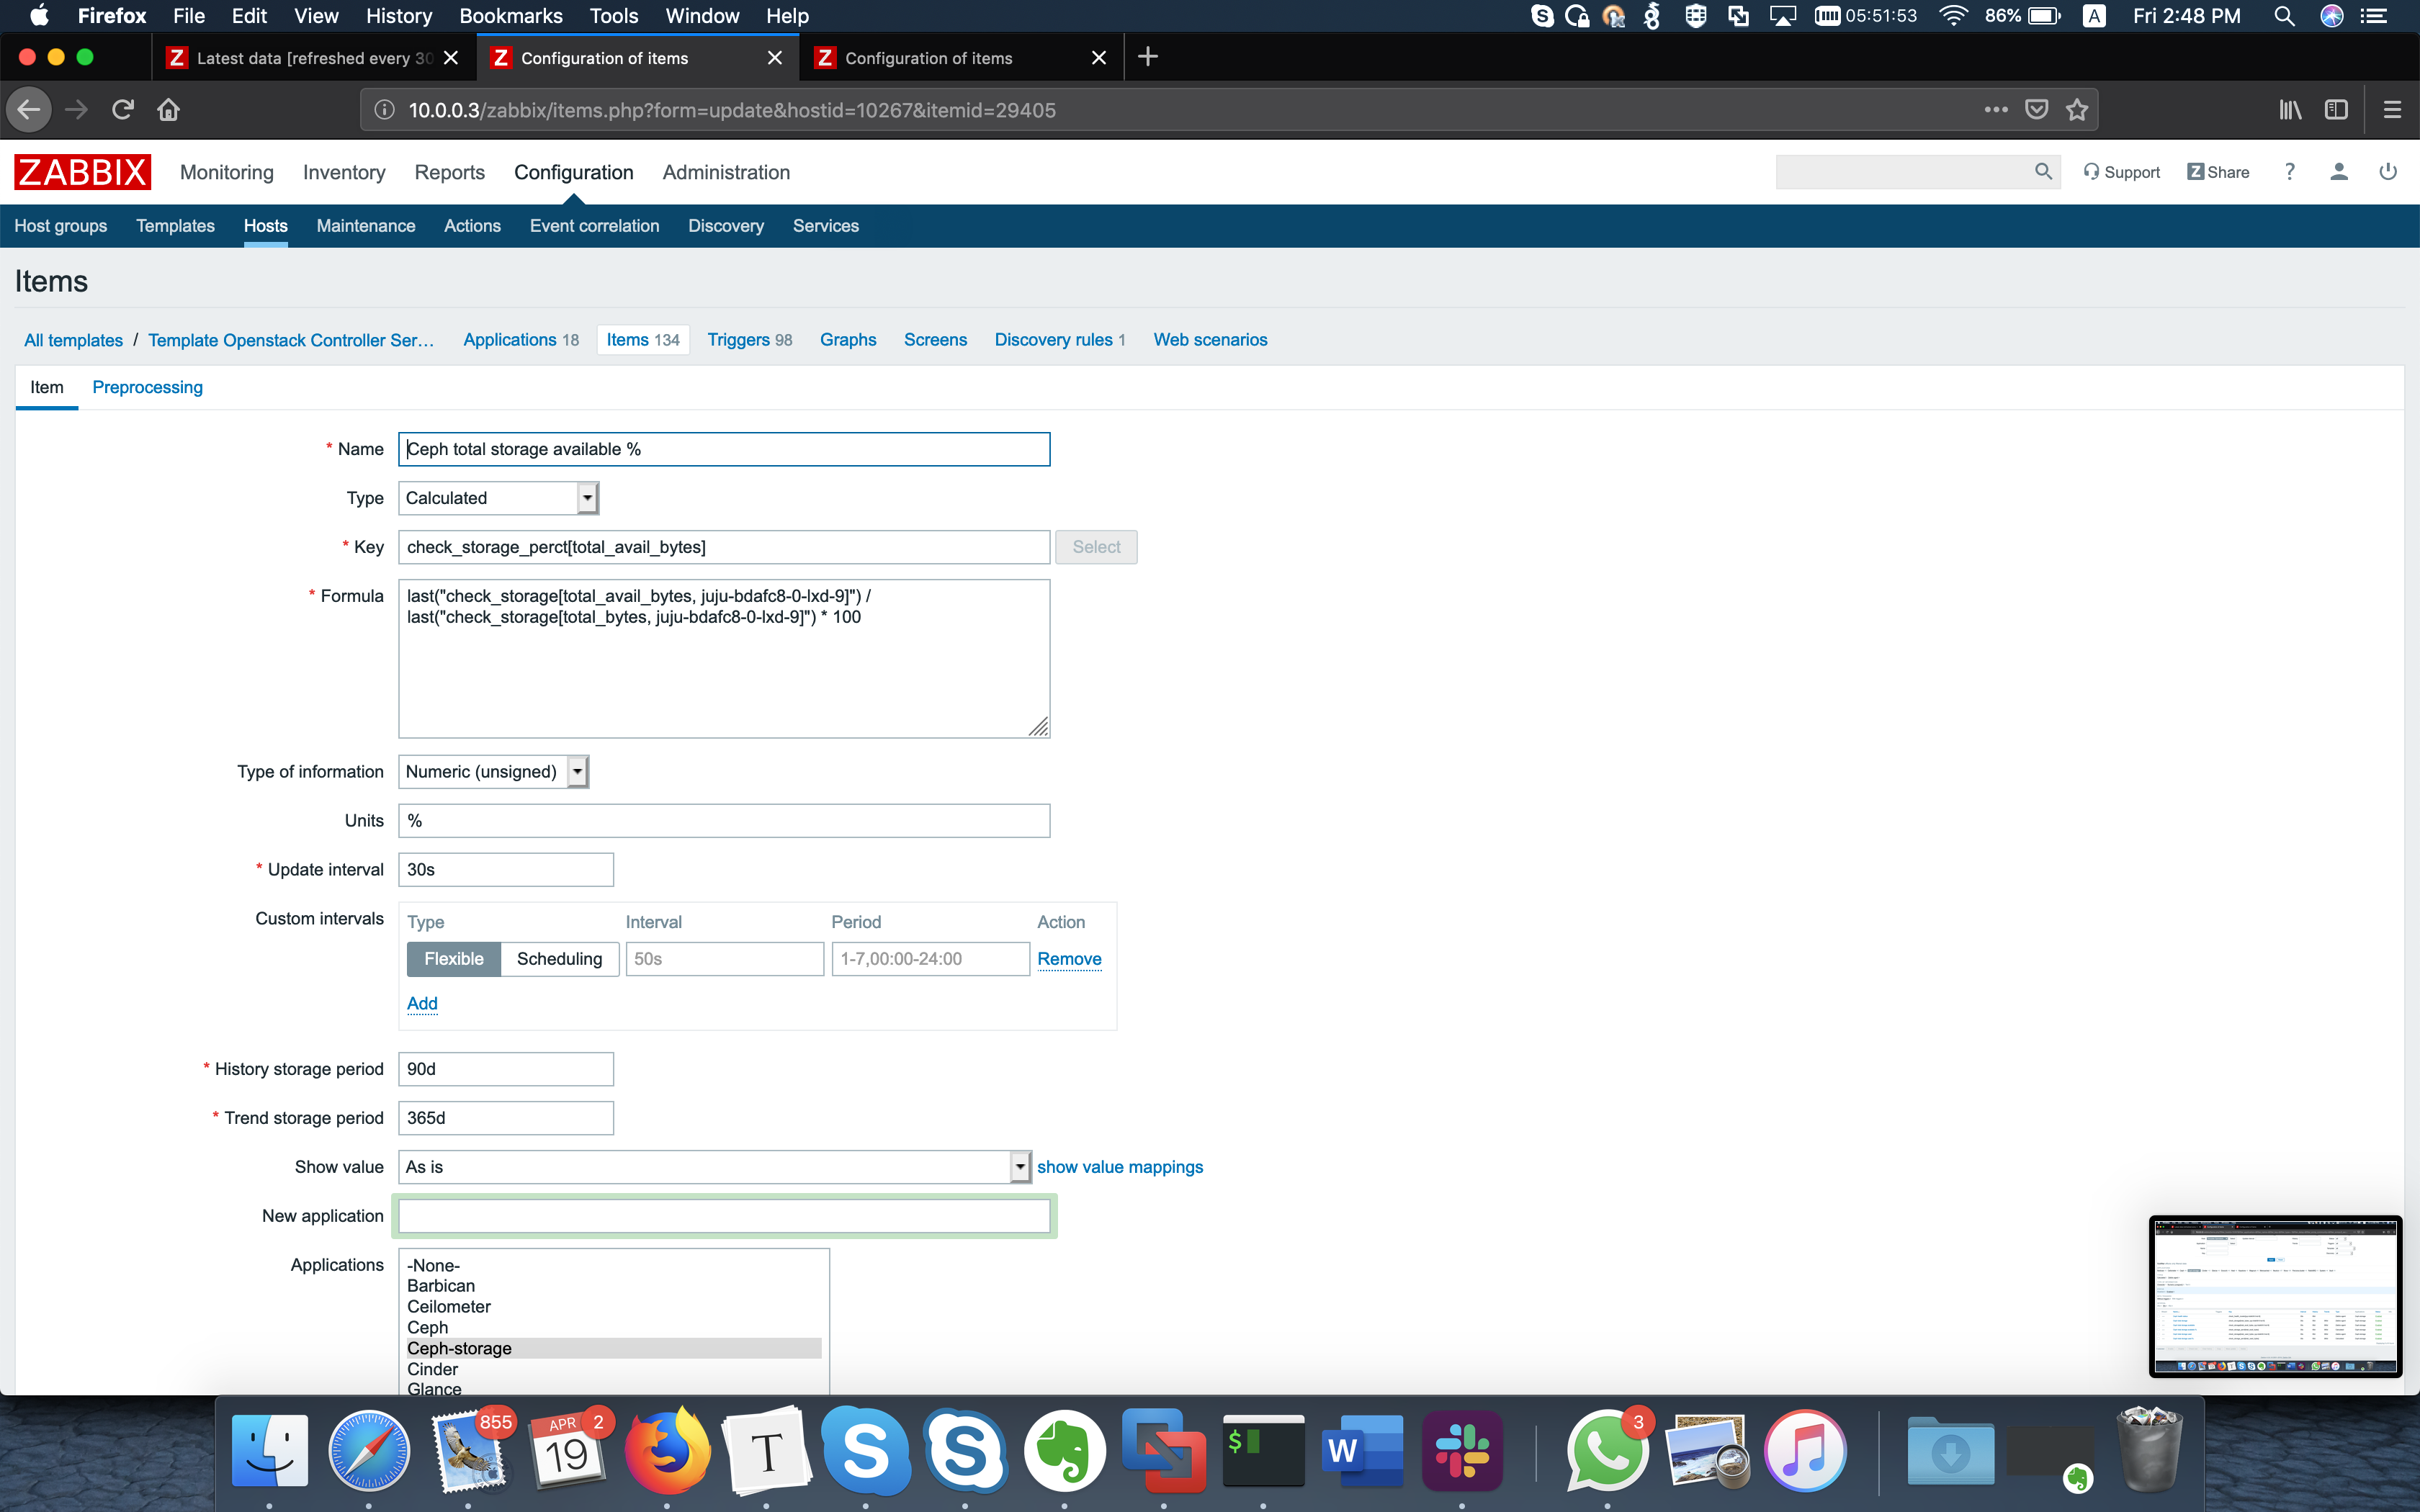 Firefox File Edit View History Bookmarks Tools Window Help 05:51:53 86% A Fri 2:48 PM
Z Latest data [refreshed every 30 Z Configuration of items Z Configuration of items
10.0.0.3/zabbix/items.php?form=update&hostid=10267&itemid=29405
ZABBIX Monitoring Inventory Reports Configuration Administration Support Z Share ?
Host groups Templates Hosts Maintenance Actions Event correlation Discovery Services
Items
All templates / Template Openstack Controller Ser... Applications 18 Items 134 Triggers 98 Graphs Screens Discovery rules 1 Web scenarios
Item Preprocessing
* Name Ceph total storage available %
Type Calculated
* Key check_storage_perct[total_avail_bytes] Select
* Formula last("check_storage[total_avail_bytes, juju-bdafc8-0-lxd-9]") /
last("check_storage[total_bytes, juju-bdafc8-0-lxd-9]") * 100
Type of information Numeric (unsigned)
Units %
* Update interval 30s
Custom intervals Type Interval Period Action
Flexible Scheduling 50s 1-7,00:00-24:00 Remove
Add
* History storage period 90d
* Trend storage period 365d
Show value As is show value mappings
New application
Applications -None-
Barbican
Ceilometer
Ceph
Ceph-storage
Cinder
Glance
855 APR 19 2 T S S $ W 3